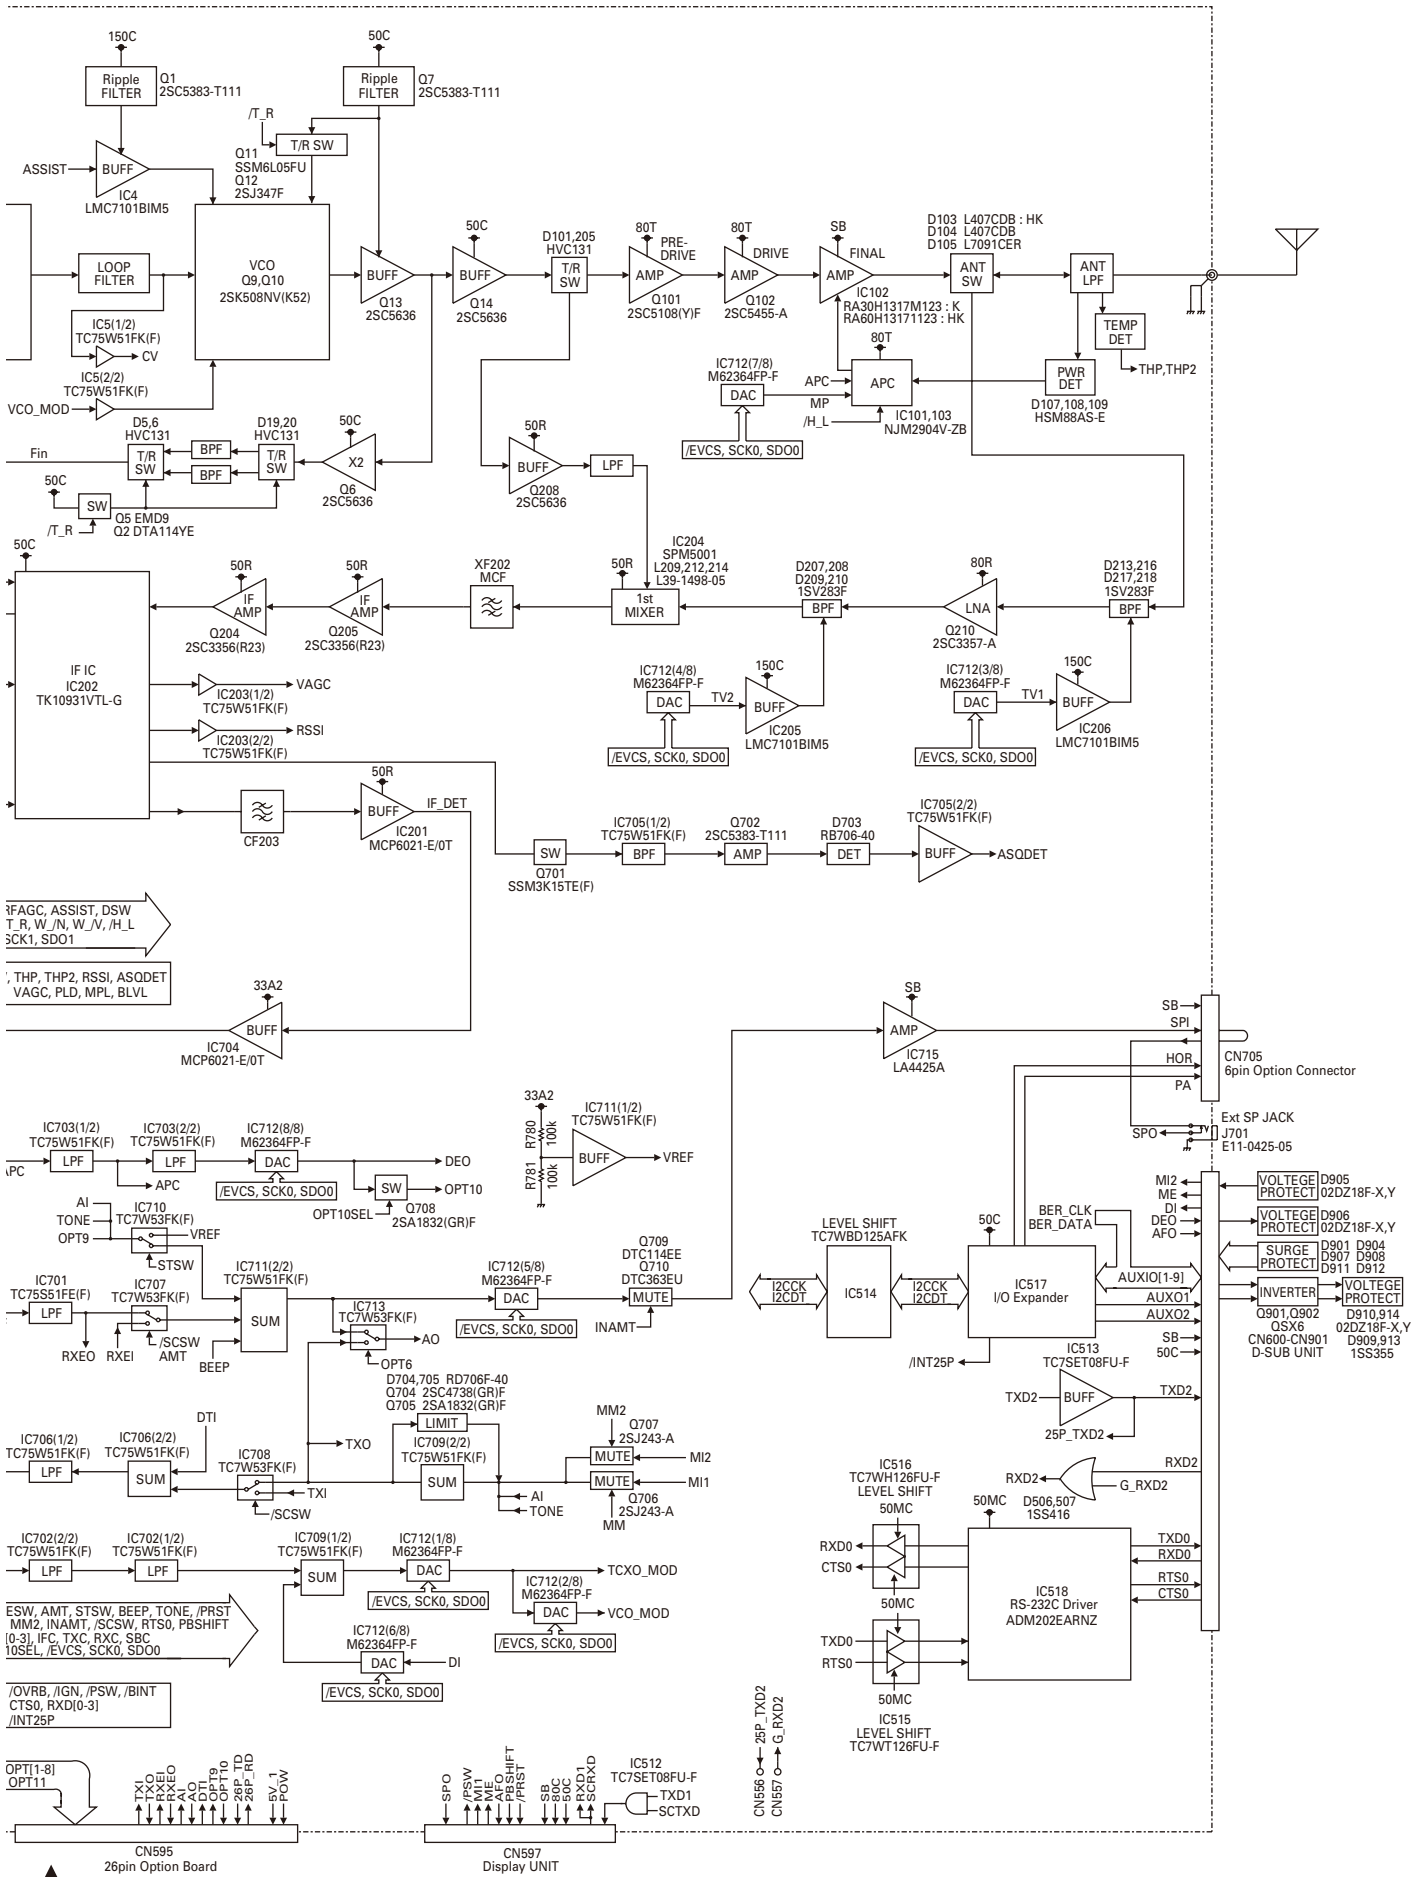 150C
Ripple
FILTER
Q1
2SC5383-T111
50C
Ripple
FILTER
Q7
2SC5383-T111
/T_R
T/R SW
Q11
SSM6L05FU
Q12
2SJ347F
ASSIST
BUFF
IC4
LMC7101BIM5
LOOP
FILTER
VCO
Q9,Q10
2SK508NV(K52)
BUFF
Q13
2SC5636
50C
BUFF
Q14
2SC5636
D101,205
HVC131
T/R
SW
80T
PRE-
DRIVE
AMP
Q101
2SC5108(Y)F
80T
DRIVE
AMP
Q102
2SC5455-A
SB
FINAL
AMP
IC102
RA30H1317M123 : K
RA60H13171123 : HK
D103 L407CDB : HK
D104 L407CDB
D105 L7091CER
ANT
SW
ANT
LPF
TEMP
DET
THP,THP2
PWR
DET
D107,108,109
HSM88AS-E
80T
APC
IC101,103
NJM2904V-ZB
IC712(7/8)
M62364FP-F
DAC
APC
MP
/H_L
/EVCS, SCK0, SDO0
IC5(1/2)
TC75W51FK(F)
CV
IC5(2/2)
TC75W51FK(F)
VCO_MOD
Fin
D5,6
HVC131
T/R
SW
BPF
BPF
D19,20
HVC131
T/R
SW
50C
X2
Q6
2SC5636
50C
SW
/T_R
Q5 EMD9
Q2 DTA114YE
50R
BUFF
Q208
2SC5636
LPF
50C
IF IC
IC202
TK10931VTL-G
50R
IF
AMP
Q204
2SC3356(R23)
50R
IF
AMP
Q205
2SC3356(R23)
XF202
MCF
IC204
SPM5001
L209,212,214
L39-1498-05
50R
1st
MIXER
D207,208
D209,210
1SV283F
BPF
80R
LNA
Q210
2SC3357-A
D213,216
D217,218
1SV283F
BPF
IC203(1/2)
TC75W51FK(F)
VAGC
IC203(2/2)
TC75W51FK(F)
RSSI
IC712(4/8)
M62364FP-F
DAC
TV2
150C
BUFF
IC205
LMC7101BIM5
/EVCS, SCK0, SDO0
IC712(3/8)
M62364FP-F
DAC
TV1
150C
BUFF
IC206
LMC7101BIM5
/EVCS, SCK0, SDO0
CF203
50R
BUFF
IF_DET
IC201
MCP6021-E/0T
SW
Q701
SSM3K15TE(F)
IC705(1/2)
TC75W51FK(F)
BPF
Q702
2SC5383-T111
AMP
D703
RB706-40
DET
IC705(2/2)
TC75W51FK(F)
BUFF
ASQDET
RFAGC, ASSIST, DSW
T_R, W_/N, W_/V, /H_L
SCK1, SDO1
, THP, THP2, RSSI, ASQDET
VAGC, PLD, MPL, BLVL
33A2
BUFF
IC704
MCP6021-E/0T
SB
AMP
IC715
LA4425A
SB
SPI
HOR
PA
CN705
6pin Option Connector
Ext SP JACK
SPO
J701
E11-0425-05
APC
IC703(1/2)
TC75W51FK(F)
LPF
APC
IC703(2/2)
TC75W51FK(F)
LPF
IC712(8/8)
M62364FP-F
DAC
/EVCS, SCK0, SDO0
DEO
SW
OPT10
OPT10SEL
Q708
2SA1832(GR)F
33A2
R780
100k
R781
100k
IC711(1/2)
TC75W51FK(F)
BUFF
VREF
AI
TONE
OPT9
IC710
TC7W53FK(F)
VREF
STSW
IC701
TC75S51FE(F)
LPF
RXEO
IC707
TC7W53FK(F)
RXEI
/SCSW
AMT
BEEP
IC711(2/2)
TC75W51FK(F)
SUM
IC713
TC7W53FK(F)
AO
OPT6
IC712(5/8)
M62364FP-F
DAC
/EVCS, SCK0, SDO0
Q709
DTC114EE
Q710
DTC363EU
MUTE
INAMT
LEVEL SHIFT
TC7WBD125AFK
IC514
I2CCK
I2CDT
I2CCK
I2CDT
50C
IC517
I/O Expander
BER_CLK
BER_DATA
AUXIO[1-9]
AUXO1
AUXO2
/INT25P
MI2
ME
DI
DEO
AFO
SB
50C
VOLTEGE
PROTECT
D905
02DZ18F-X,Y
VOLTEGE
PROTECT
D906
02DZ18F-X,Y
SURGE
PROTECT
D901 D904
D907 D908
D911 D912
INVERTER
Q901,Q902
QSX6
CN600-CN901
D-SUB UNIT
VOLTEGE
PROTECT
D910,914
02DZ18F-X,Y
D909,913
1SS355
IC513
TC7SET08FU-F
TXD2
BUFF
TXD2
25P_TXD2
RXD2
RXD2
G_RXD2
D506,507
1SS416
D704,705 RD706F-40
Q704 2SC4738(GR)F
Q705 2SA1832(GR)F
LIMIT
IC709(2/2)
TC75W51FK(F)
SUM
MM2
Q707
2SJ243-A
MUTE
MI2
MUTE
MI1
Q706
2SJ243-A
MM
AI
TONE
TXO
DTI
IC706(1/2)
TC75W51FK(F)
LPF
IC706(2/2)
TC75W51FK(F)
SUM
IC708
TC7W53FK(F)
TXI
/SCSW
IC516
TC7WH126FU-F
LEVEL SHIFT
50MC
RXD0
CTS0
50MC
TXD0
RTS0
50MC
IC515
LEVEL SHIFT
TC7WT126FU-F
50MC
IC518
RS-232C Driver
ADM202EARNZ
TXD0
RXD0
RTS0
CTS0
IC702(2/2)
TC75W51FK(F)
LPF
IC702(1/2)
TC75W51FK(F)
LPF
IC709(1/2)
TC75W51FK(F)
SUM
IC712(1/8)
M62364FP-F
DAC
/EVCS, SCK0, SDO0
TCXO_MOD
IC712(2/8)
M62364FP-F
DAC
VCO_MOD
/EVCS, SCK0, SDO0
IC712(6/8)
M62364FP-F
DAC
DI
/EVCS, SCK0, SDO0
ESW, AMT, STSW, BEEP, TONE, /PRST
MM2, INAMT, /SCSW, RTS0, PBSHIFT
[0-3], IFC, TXC, RXC, SBC
10SEL, /EVCS, SCK0, SDO0
/OVRB, /IGN, /PSW, /BINT
CTS0, RXD[0-3]
/INT25P
OPT[1-8]
OPT11
TXI
TXO
RXEI
RXEO
AI
AO
DTI
OPT9
OPT10
26P_TD
26P_RD
5V_1
POW
CN595
26pin Option Board
SPO
/PSW
MI1
ME
AFO
PBSHIFT
/PRST
SB
80C
50C
RXD1
SCRXD
IC512
TC7SET08FU-F
TXD1
SCTXD
CN597
Display UNIT
CN556
25P_TXD2
CN557
G_RXD2